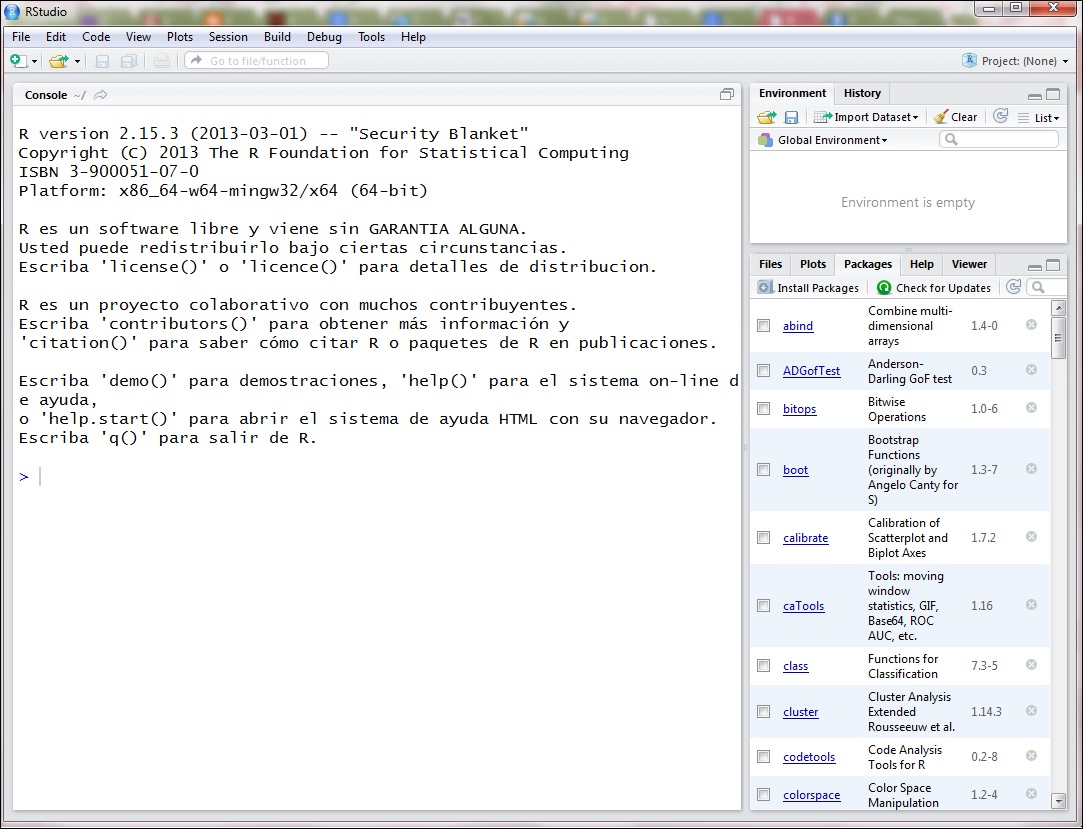 RStudio
File Edit Code View Plots Session Build Debug Tools Help
Go to file/function
Project: (None)
Console ~/
R version 2.15.3 (2013-03-01) -- "Security Blanket"
Copyright (C) 2013 The R Foundation for Statistical Computing
ISBN 3-900051-07-0
Platform: x86_64-w64-mingw32/x64 (64-bit)
R es un software libre y viene sin GARANTIA ALGUNA.
Usted puede redistribuirlo bajo ciertas circunstancias.
Escriba 'license()' o 'licence()' para detalles de distribucion.
R es un proyecto colaborativo con muchos contribuyentes.
Escriba 'contributors()' para obtener más información y
'citation()' para saber cómo citar R o paquetes de R en publicaciones.
Escriba 'demo()' para demostraciones, 'help()' para el sistema on-line d
e ayuda,
o 'help.start()' para abrir el sistema de ayuda HTML con su navegador.
Escriba 'q()' para salir de R.
>
Environment History
Import Dataset Clear List
Global Environment
Environment is empty
Files Plots Packages Help Viewer
Install Packages Check for Updates
abind
Combine multi-
dimensional
arrays
1.4-0
ADGofTest
Anderson-
Darling GoF test
0.3
bitops
Bitwise
Operations
1.0-6
boot
Bootstrap
Functions
(originally by
Angelo Canty for
S)
1.3-7
calibrate
Calibration of
Scatterplot and
Biplot Axes
1.7.2
caTools
Tools: moving
window
statistics, GIF,
Base64, ROC
AUC, etc.
1.16
class
Functions for
Classification
7.3-5
cluster
Cluster Analysis
Extended
Rousseeuw et al.
1.14.3
codetools
Code Analysis
Tools for R
0.2-8
colorspace
Color Space
Manipulation
1.2-4